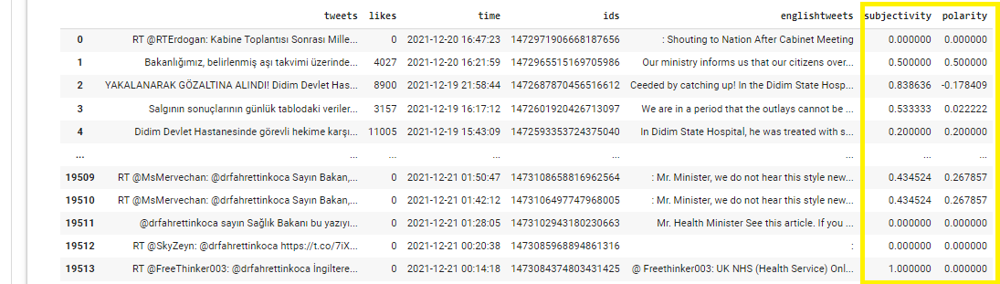 tweets likes time ids englishtweets subjectivity polarity
0 RT @RTErdogan: Kabine Toplantısı Sonrası Mille... 0 2021-12-20 16:47:23 1472971906668187656 : Shouting to Nation After Cabinet Meeting 0.000000 0.000000
1 Bakanlığımız, belirlenmiş aşı takvimi üzerinde... 4027 2021-12-20 16:21:59 1472965515169705986 Our ministry informs us that our citizens over... 0.500000 0.500000
2 YAKALANARAK GÖZALTINA ALINDI! Didim Devlet Has... 8900 2021-12-19 21:58:44 1472687870456516612 Ceeded by catching up! In the Didim State Hosp... 0.838636 -0.178409
3 Salgının sonuçlarının günlük tablodaki veriler... 3157 2021-12-19 16:17:12 1472601920426713097 We are in a period that the outlays cannot be ... 0.533333 0.022222
4 Didim Devlet Hastanesinde görevli hekime karşı... 11005 2021-12-19 15:43:09 1472593353724375040 In Didim State Hospital, he was treated with s... 0.200000 0.200000
... ... ... ... ... ... ... ...
19509 RT @MsMervechan: @drfahrettinkoca Sayın Bakan,... 0 2021-12-21 01:50:47 1473108658816962564 : Mr. Minister, we do not hear this style new... 0.434524 0.267857
19510 RT @MsMervechan: @drfahrettinkoca Sayın Bakan,... 0 2021-12-21 01:42:12 1473106497747968005 : Mr. Minister, we do not hear this style new... 0.434524 0.267857
19511 @drfahrettinkoca sayın Sağlık Bakanı bu yazıyı... 0 2021-12-21 01:28:05 1473102943180230663 Mr. Health Minister See this article. If you ... 0.000000 0.000000
19512 RT @SkyZeyn: @drfahrettinkoca https://t.co/7iX... 0 2021-12-21 00:20:38 1473085968894861316 : 0.000000 0.000000
19513 RT @FreeThinker003: @drfahrettinkoca İngiltere... 0 2021-12-21 00:14:18 1473084374803431425 @ Freethinker003: UK NHS (Health Service) Onl... 1.000000 0.000000